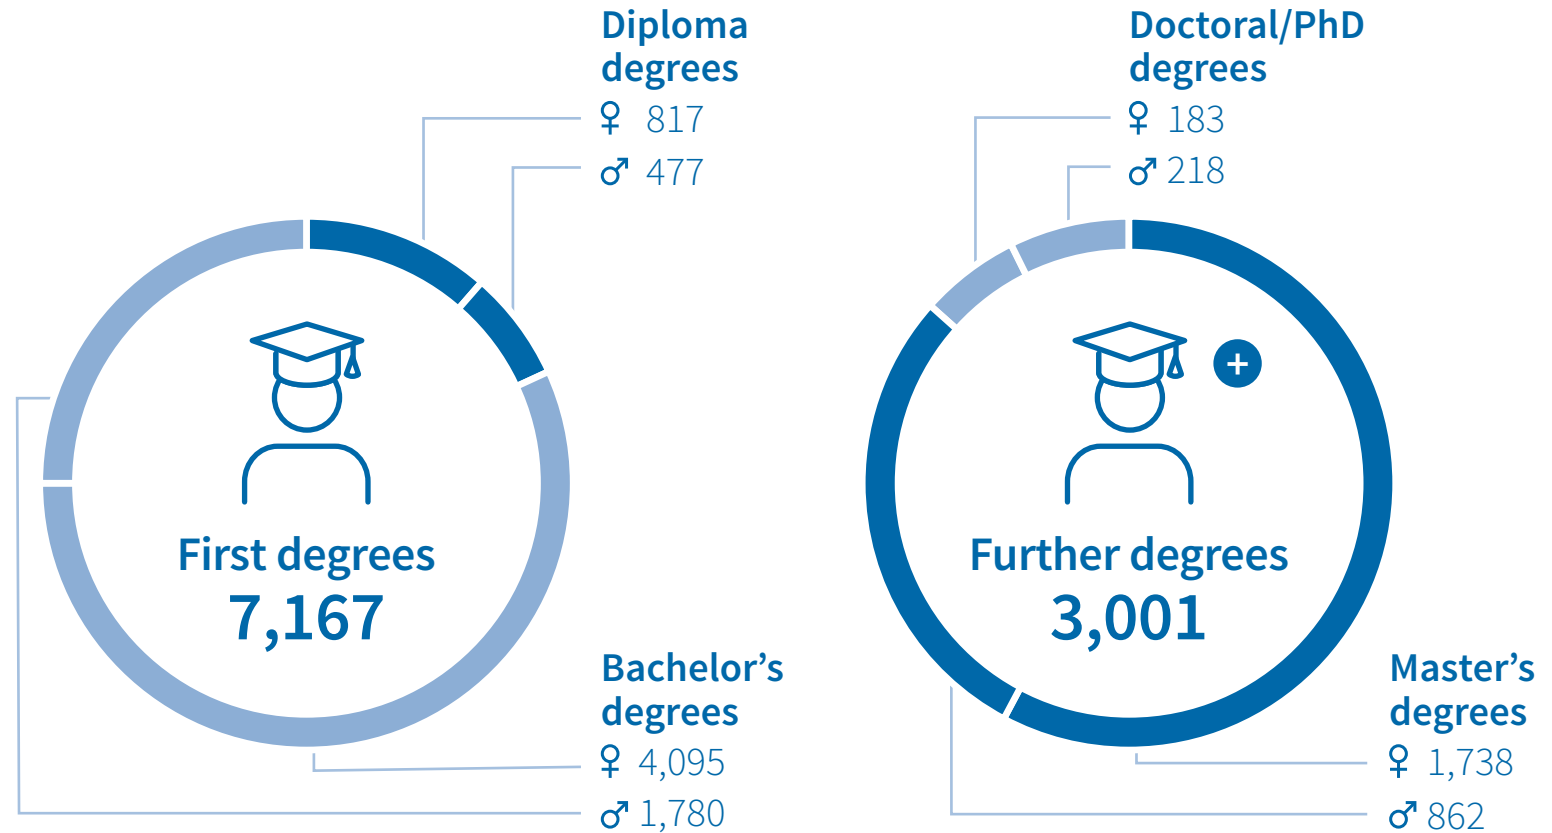 Diploma
degrees
♀ 817
♂ 477
First degrees
7,167
Bachelor’s
degrees
♀ 4,095
♂ 1,780
Doctoral/PhD
degrees
♀ 183
♂ 218
+
Further degrees
3,001
Master’s
degrees
♀ 1,738
♂ 862